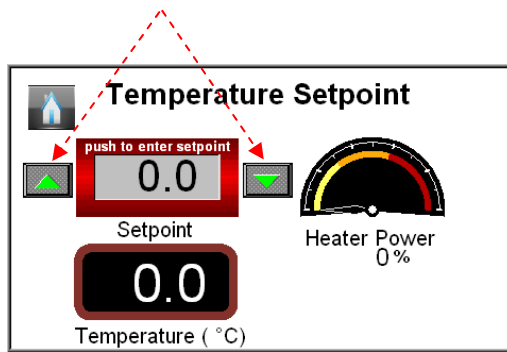 Temperature Setpoint
push to enter setpoint
0.0
Setpoint
Heater Power
0%
0.0
Temperature ( °C)